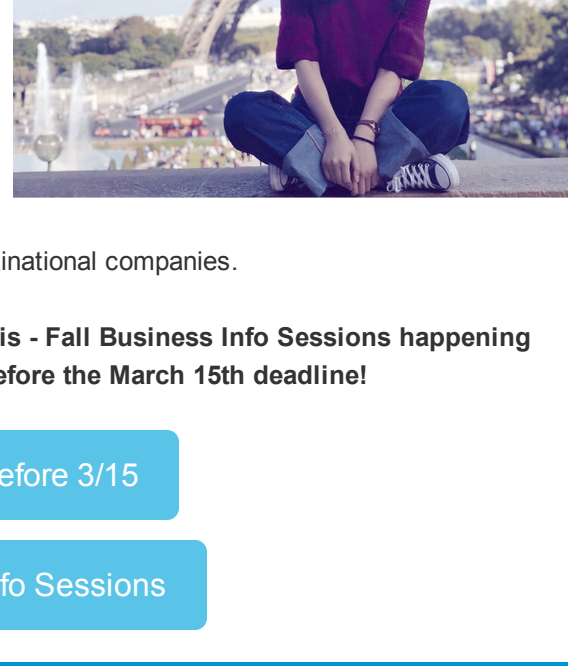 inational companies.
is - Fall Business Info Sessions happening
efore the March 15th deadline!
efore 3/15
fo Sessions